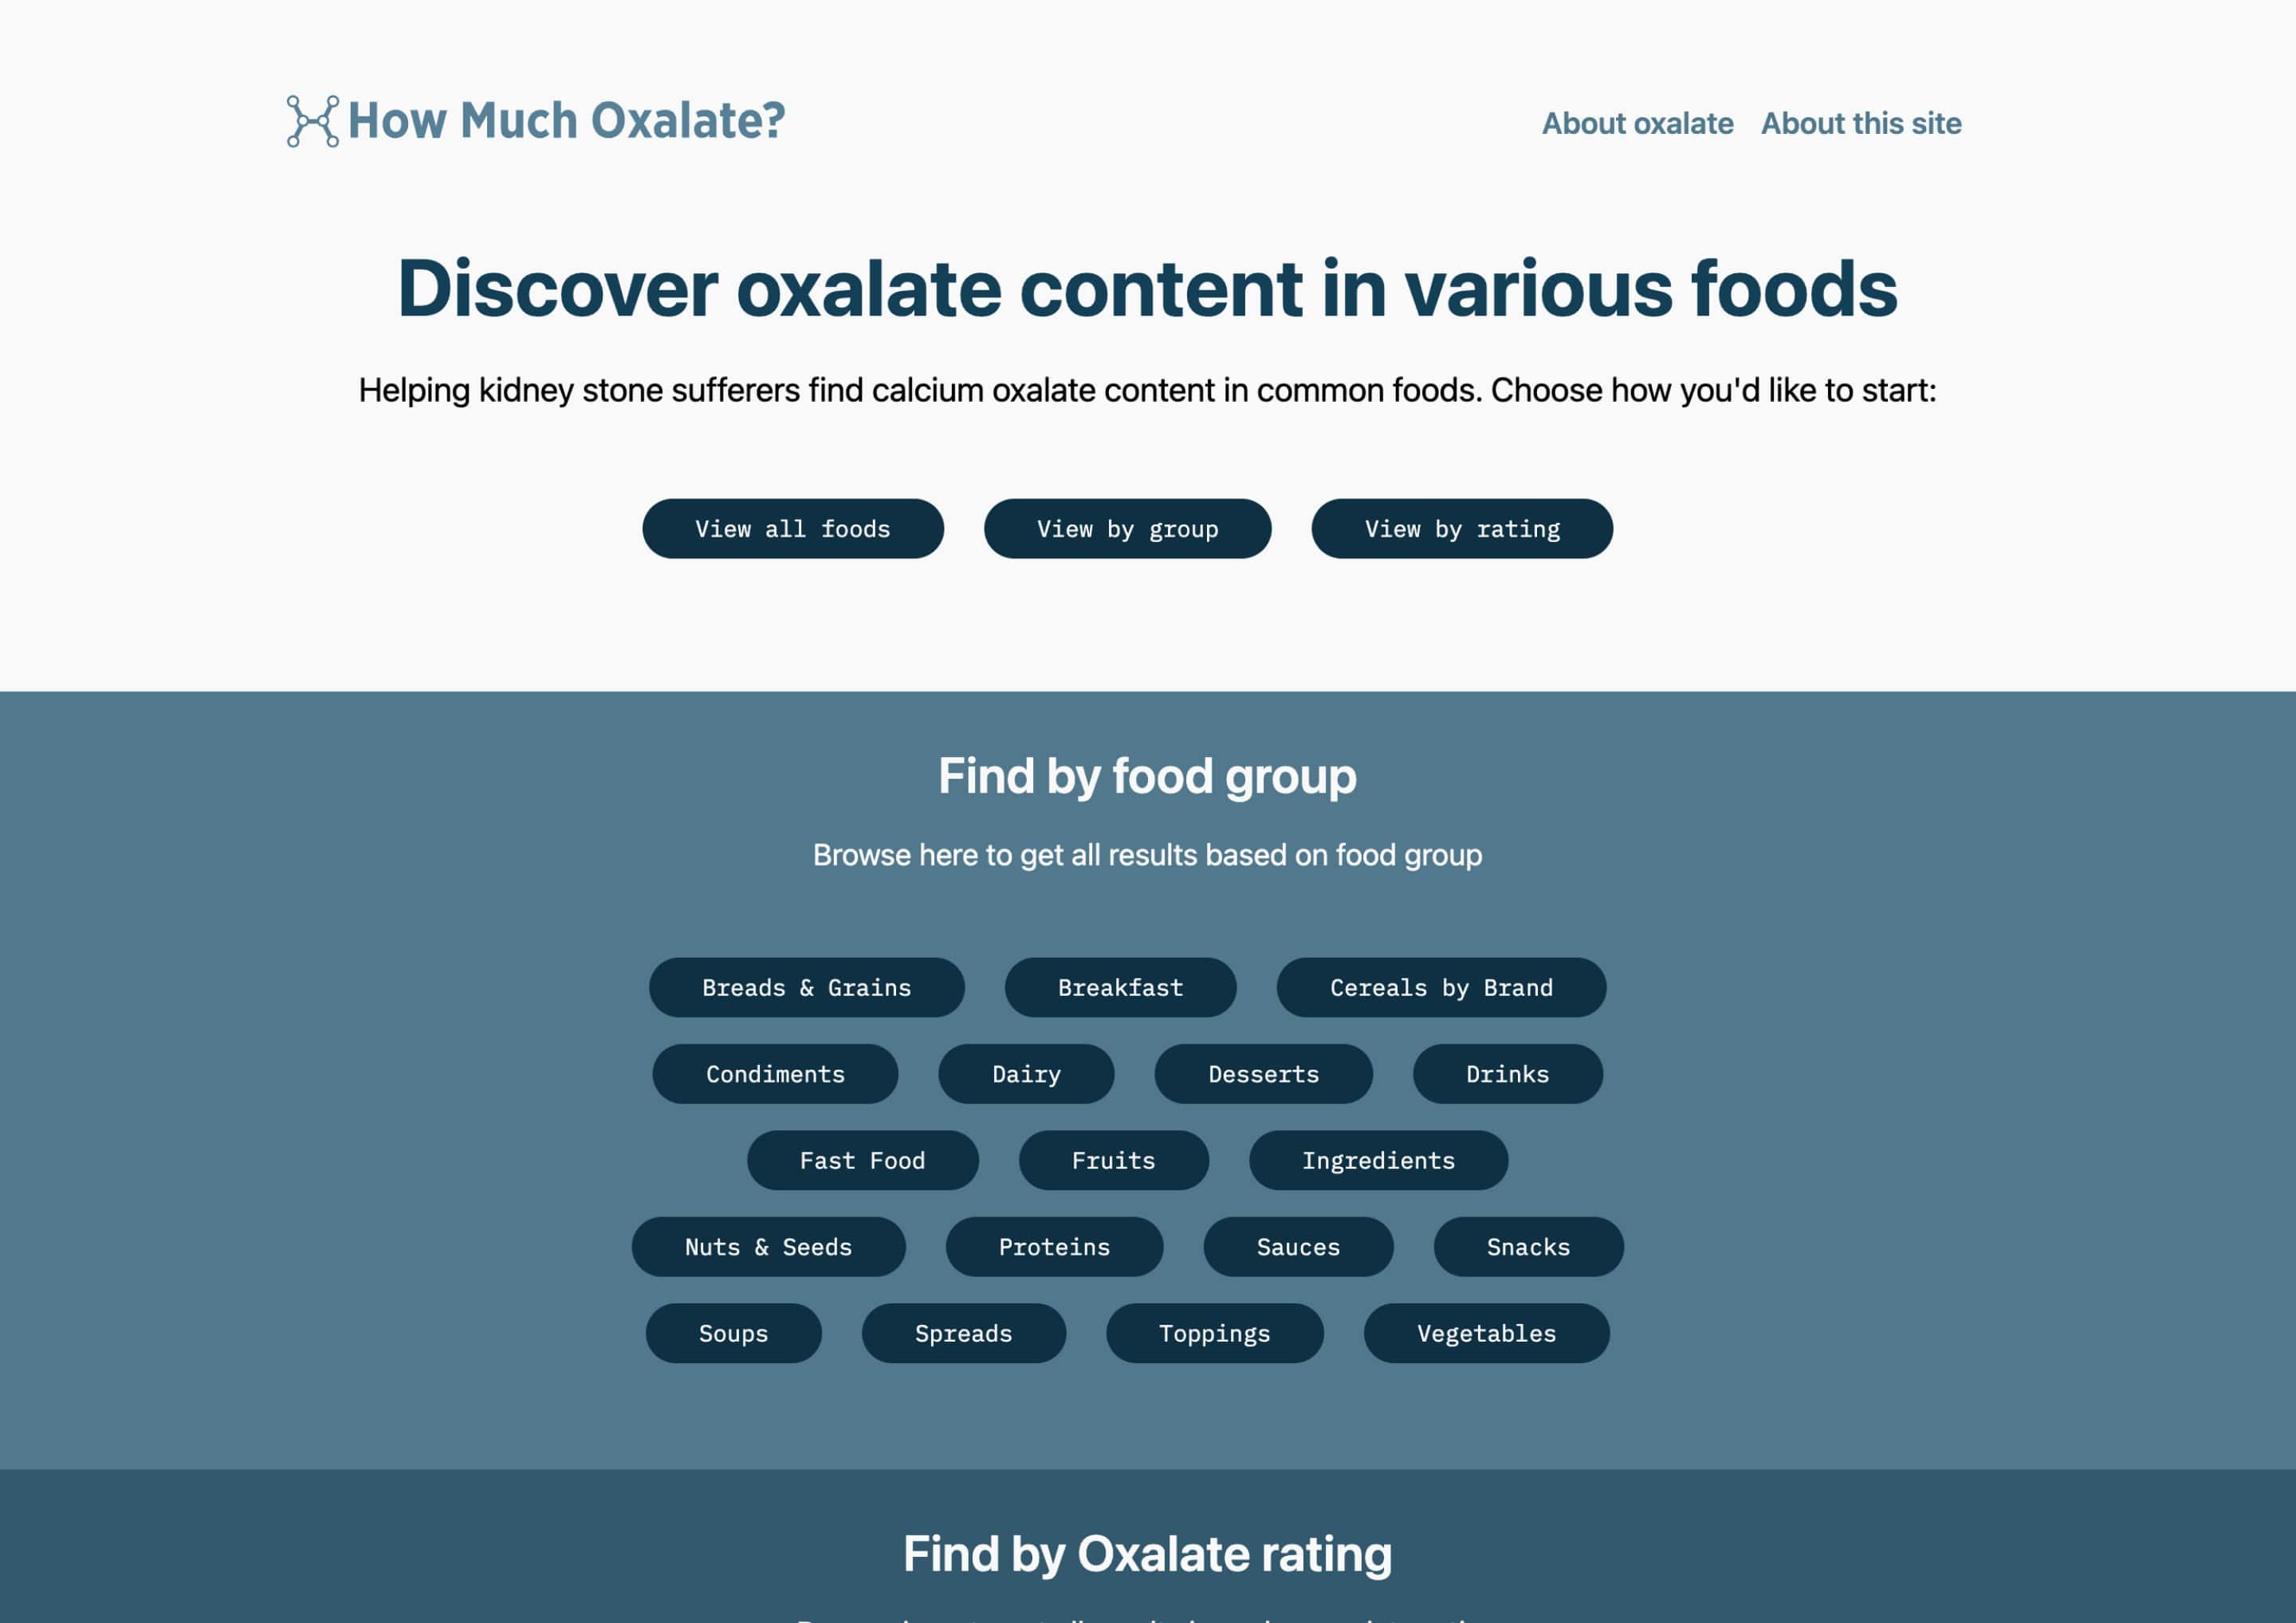 How Much Oxalate?
About oxalate About this site
Discover oxalate content in various foods
Helping kidney stone sufferers find calcium oxalate content in common foods. Choose how you'd like to start:
View all foods View by group View by rating
Find by food group
Browse here to get all results based on food group
Breads & Grains Breakfast Cereals by Brand
Condiments Dairy Desserts Drinks
Fast Food Fruits Ingredients
Nuts & Seeds Proteins Sauces Snacks
Soups Spreads Toppings Vegetables
Find by Oxalate rating